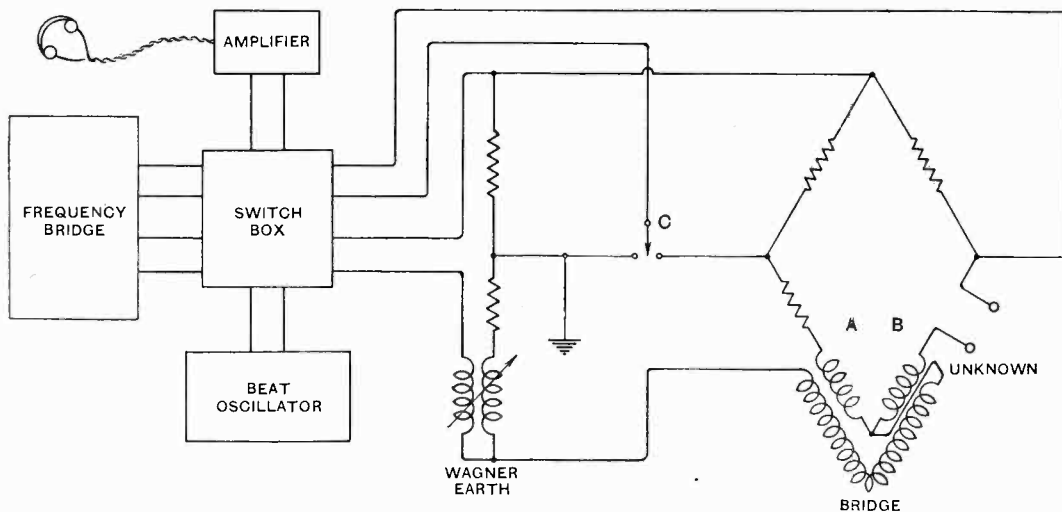 AMPLIFIER
FREQUENCY
BRIDGE
SWITCH
BOX
BEAT
OSCILLATOR
WAGNER
EARTH
C
A B
UNKNOWN
BRIDGE